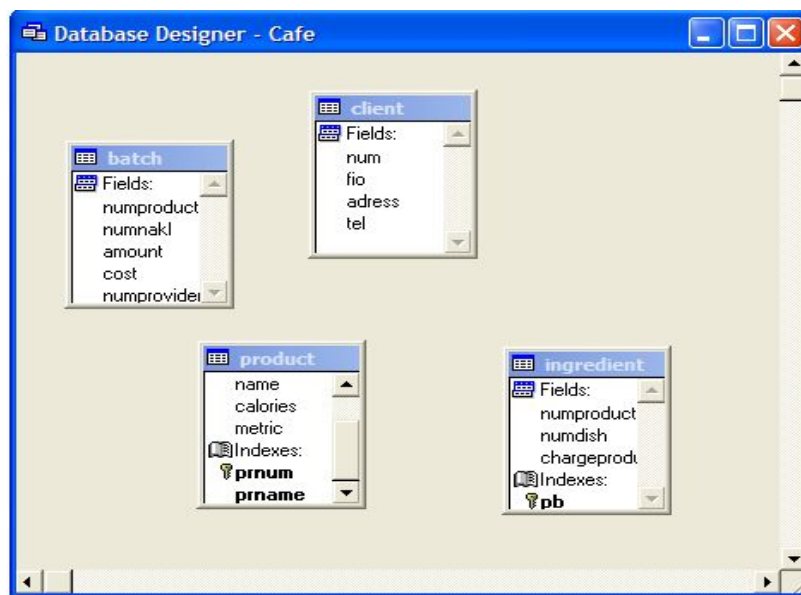 Database Designer - Cafe
client
Fields:
num
fio
adress
tel
batch
Fields:
numproduct
numnakl
amount
cost
numprovider
product
name
calories
metric
Indexes:
prnum
prname
ingredient
Fields:
numproduct
numdish
chargeprodu
Indexes:
pb